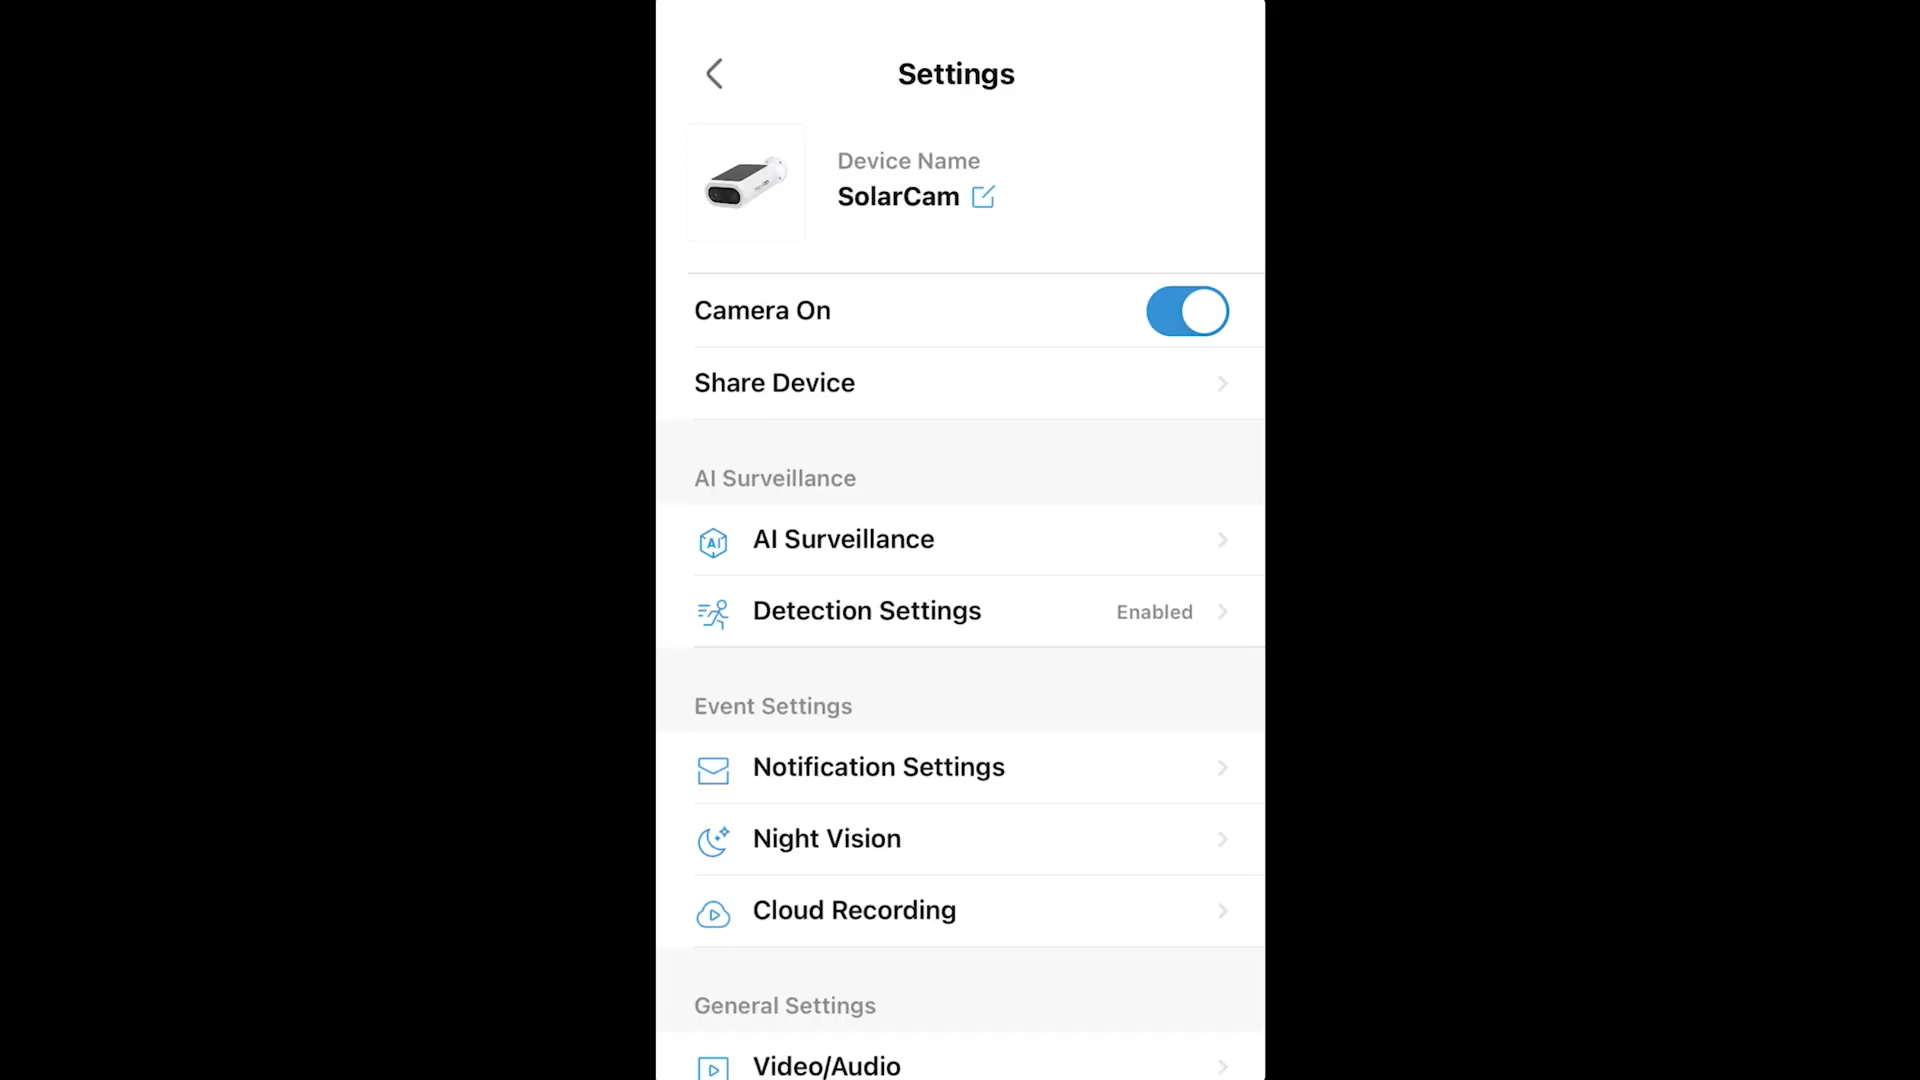 Settings
Device Name
SolarCam
Camera On
Share Device
AI Surveillance
AI
AI Surveillance
Detection Settings Enabled
Event Settings
Notification Settings
Night Vision
Cloud Recording
General Settings
Video/Audio